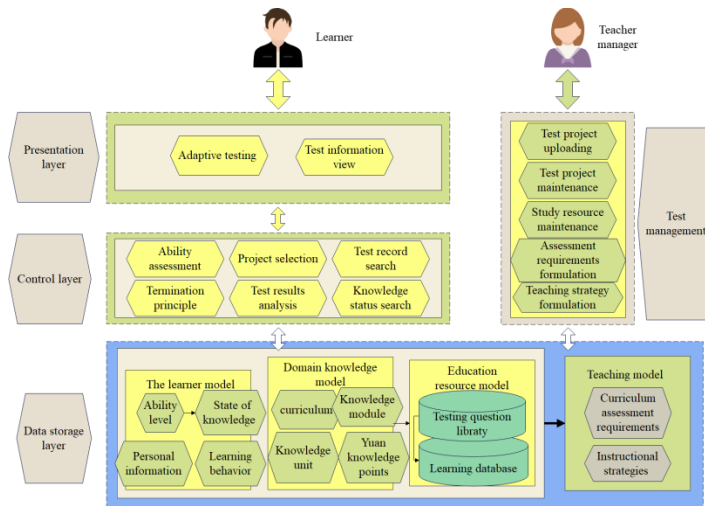 Learner
Teacher
manager
Presentation
layer
Adaptive testing
Test information
view
Test project
uploading
Test project
maintenance
Study resource
maintenance
Assessment
requirements
formulation
Teaching strategy
formulation
Test
management
Control layer
Ability
assessment
Project selection
Test record
search
Termination
principle
Test results
analysis
Knowledge
status search
Data storage
layer
The learner model
Ability
level
State of
knowledge
Personal
information
Learning
behavior
Domain knowledge
model
curriculum
Knowledge
module
Knowledge
unit
Yuan
knowledge
points
Education
resource model
Testing question
library
Learning database
Teaching model
Curriculum
assessment
requirements
Instructional
strategies